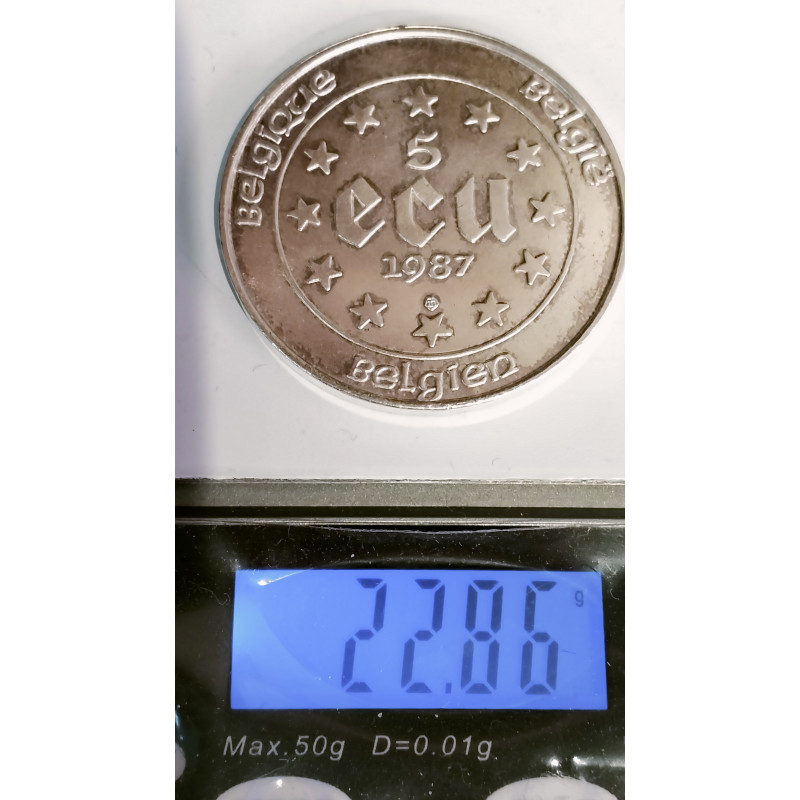 Belgique
België
5
ecu
1987
Belgien
22.86 g
Max.50g D=0.01g